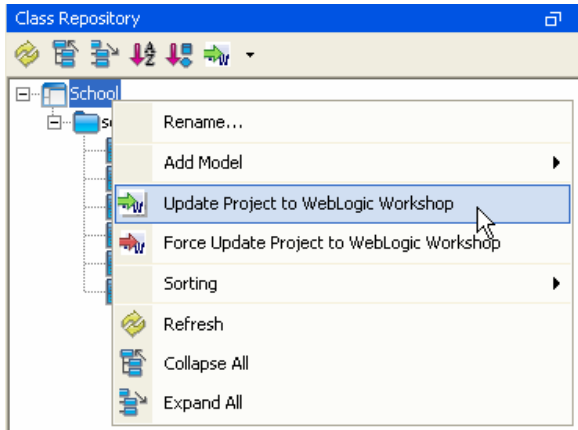 Class Repository
School
Rename...
Add Model
Update Project to WebLogic Workshop
Force Update Project to WebLogic Workshop
Sorting
Refresh
Collapse All
Expand All